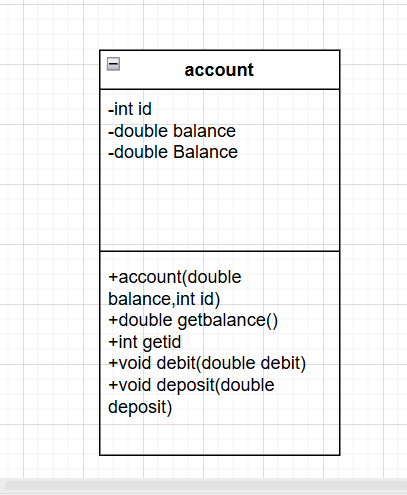 account
-int id
-double balance
-double Balance
+account(double
balance,int id)
+double getbalance()
+int getid
+void debit(double debit)
+void deposit(double
deposit)